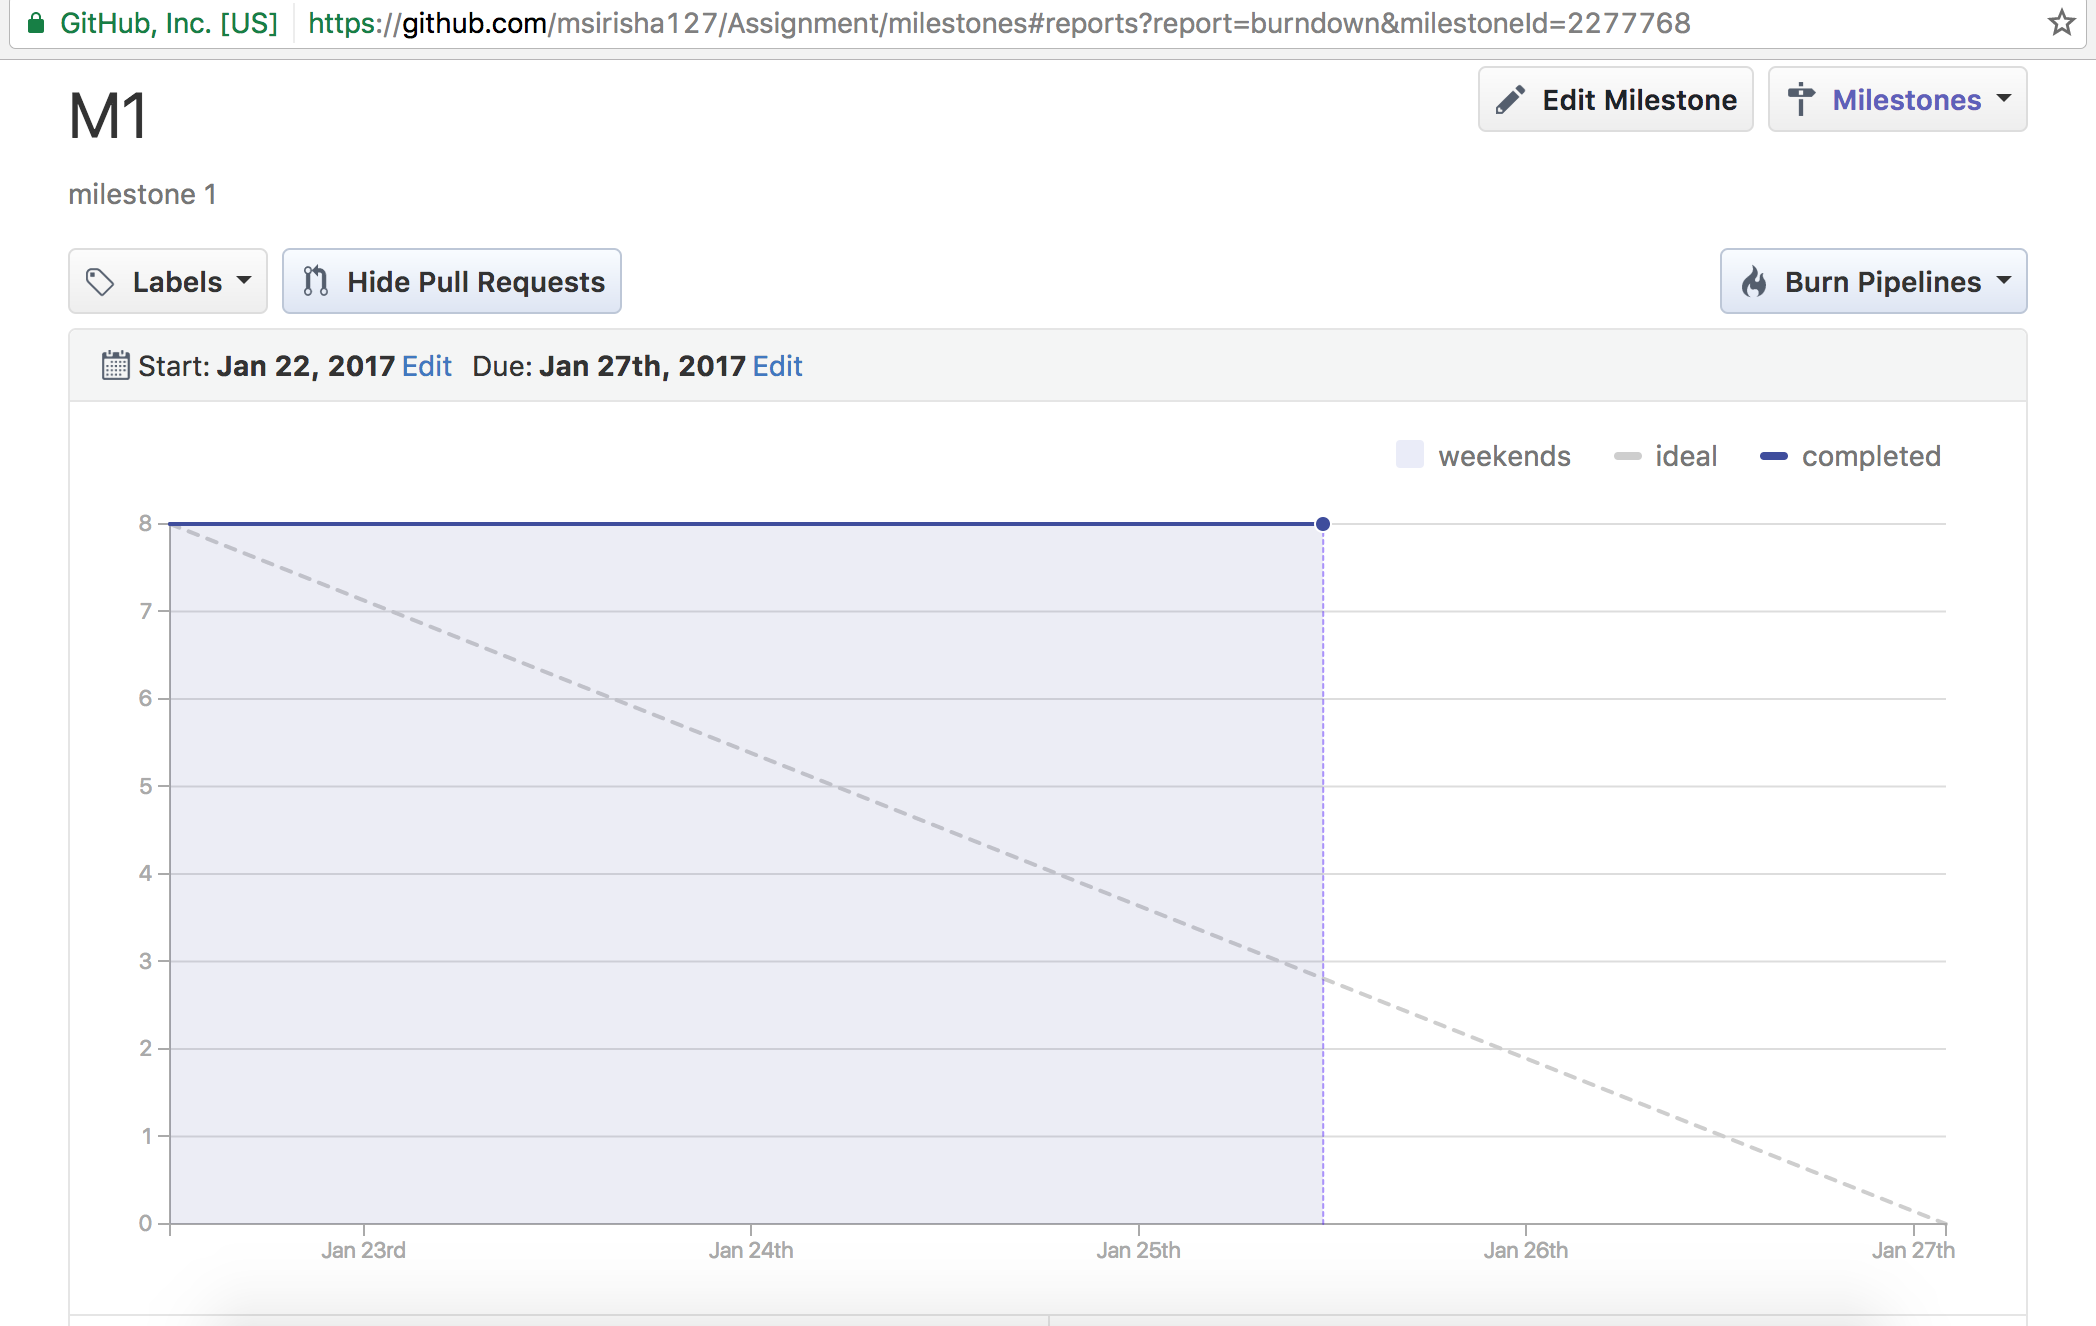 GitHub, Inc. [US] https://github.com/msirisha127/Assignment/milestones#reports?report=burndown&milestoneId=2277768
M1
Edit Milestone
Milestones
milestone 1
Labels
Hide Pull Requests
Burn Pipelines
Start: Jan 22, 2017 Edit Due: Jan 27th, 2017 Edit
weekends ideal completed
8
7
6
5
4
3
2
1
0
Jan 23rd Jan 24th Jan 25th Jan 26th Jan 27th